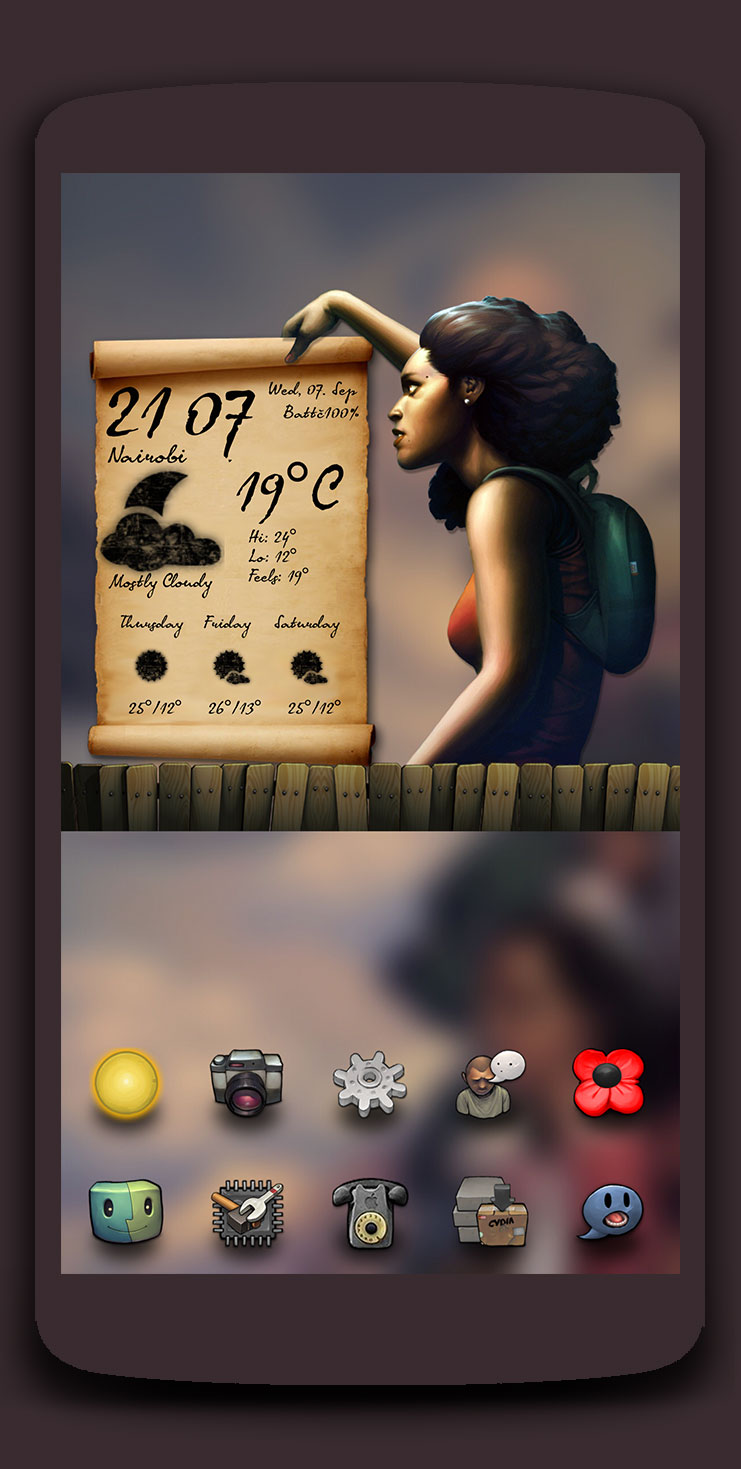 21 07
Wed, 07. Sep
Batt:100%
Nairobi
19°C
Hi: 24°
Lo: 12°
Feels: 19°
Mostly Cloudy
Thursday Friday Saturday
25°/12° 26°/13° 25°/12°
CYDIA